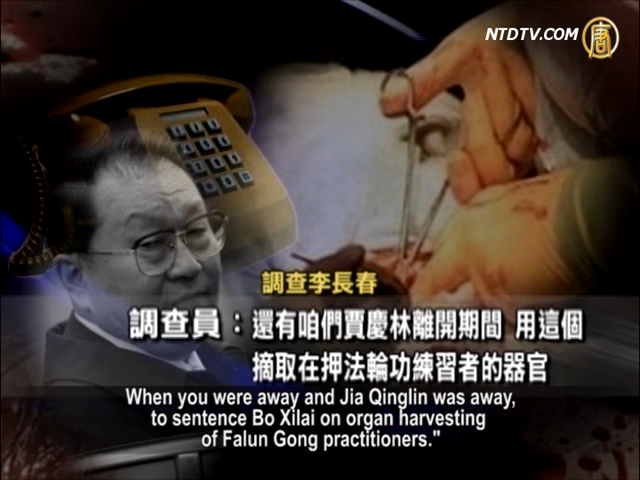 NTDTV.COM
唐
調查李長春
調查員：還有咱們賈慶林離開期間 用這個
摘取在押法輪功練習者的器官
When you were away and Jia Qinglin was away,
to sentence Bo Xilai on organ harvesting
of Falun Gong practitioners."